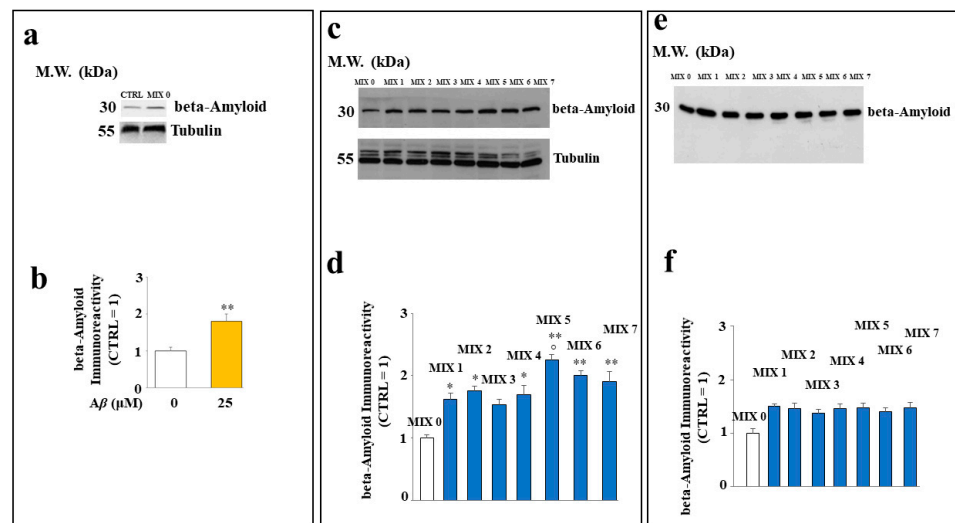 a
M.W. (kDa)
CTRL MIX 0
30 beta-Amyloid
55 Tubulin
b
beta-Amyloid
Immunoreactivity
(CTRL = 1)
3
2
1
0
**
Aβ (μM) 0 25
c
M.W. (kDa)
MIX 0 MIX 1 MIX 2 MIX 3 MIX 4 MIX 5 MIX 6 MIX 7
30 beta-Amyloid
55 Tubulin
d
beta-Amyloid Immunoreactivity
(CTRL = 1)
3
2
1
0
MIX 0
MIX 1
*
MIX 2
*
MIX 3
MIX 4
*
MIX 5
**
°
MIX 6
**
MIX 7
**
e
M.W. (kDa)
MIX 0 MIX 1 MIX 2 MIX 3 MIX 4 MIX 5 MIX 6 MIX 7
30 beta-Amyloid
f
beta-Amyloid Immunoreactivity
(CTRL = 1)
3
2
1
0
MIX 0
MIX 1
MIX 2
MIX 3
MIX 4
MIX 5
MIX 6
MIX 7